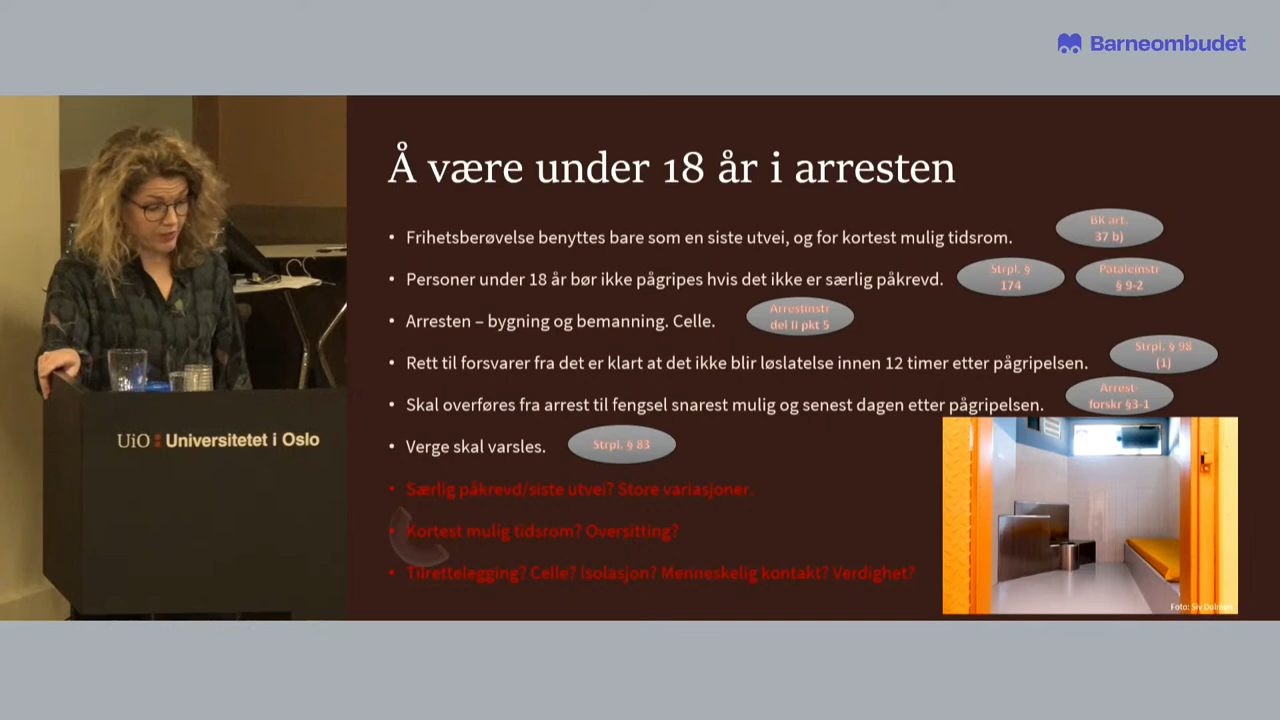 Barneombudet
Å være under 18 år i arresten
• Frihetsberøvelse benyttes bare som en siste utvei, og for kortest mulig tidsrom.
BK art.
37 b)
• Personer under 18 år bør ikke pågripes hvis det ikke er særlig påkrevd.
Strpl. §
174
Påtaleinstr
§ 9-2
• Arresten – bygning og bemanning. Celle.
Arrestinstr
del II pkt 5
• Rett til forsvarer fra det er klart at det ikke blir løslatelse innen 12 timer etter pågripelsen.
Strpl. § 98
(1)
• Skal overføres fra arrest til fengsel snarest mulig og senest dagen etter pågripelsen.
Arrest-
forskr §3-1
• Verge skal varsles.
Strpl. § 83
• Særlig påkrevd/siste utvei? Store variasjoner.
• Kortest mulig tidsrom? Oversitting?
• Tilrettelegging? Celle? Isolasjon? Menneskelig kontakt? Verdighet?
Foto: Siv Dolmen
UiO : Universitetet i Oslo